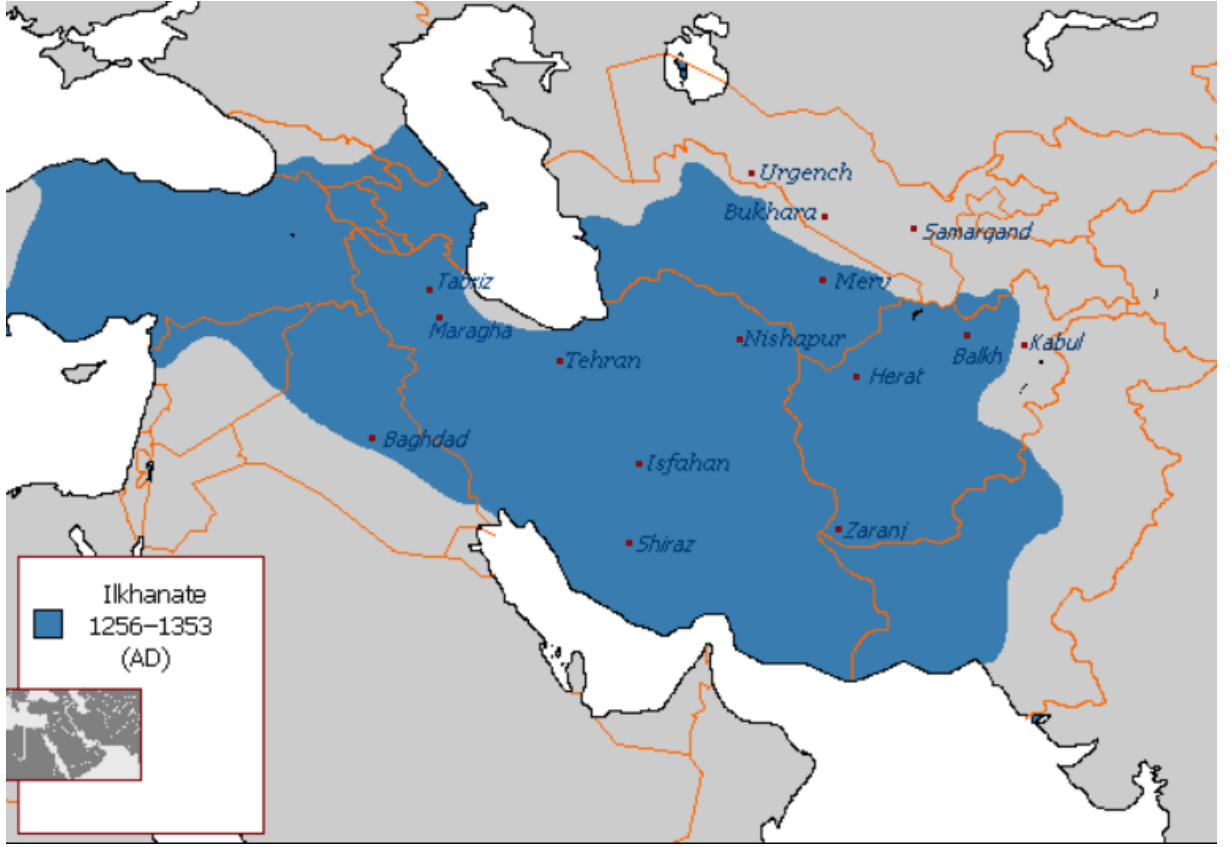 Urgench
Bukhara
Samarqand
Tabriz
Merv
Maragha
Nishapur
Kabul
Balkh
Tehran
Herat
Baghdad
Isfahan
Zaranj
Shiraz
Ilkhanate
1256–1353
(AD)